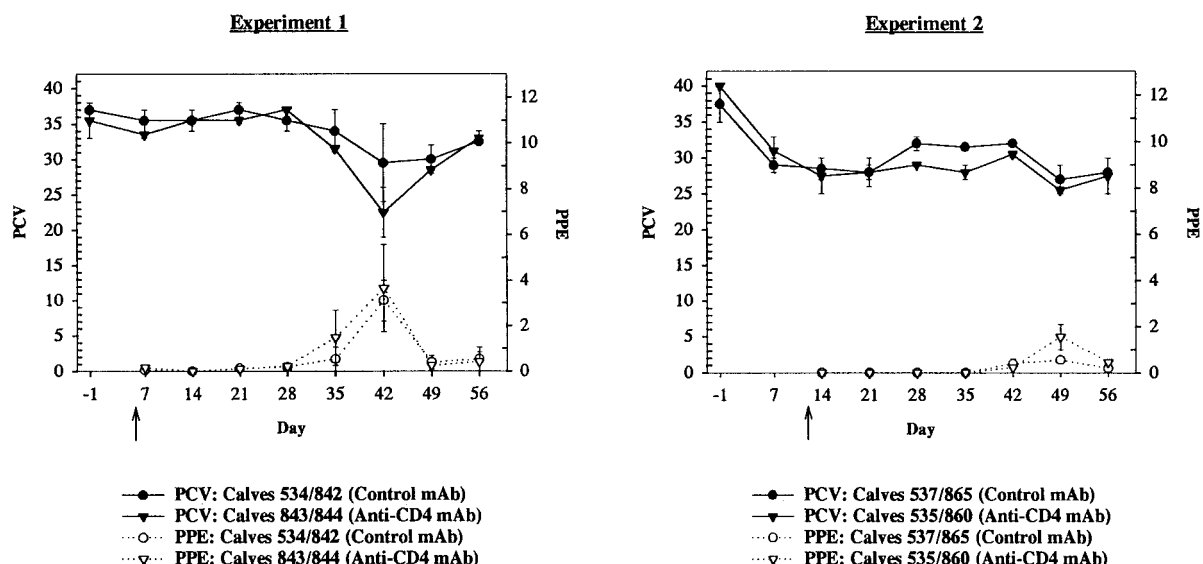 Experiment 1
40
35
30
25
20
15
10
5
0
PCV
12
10
8
6
4
2
0
PPE
-1 7 14 21 28 35 42 49 56
Day
PCV: Calves 534/842 (Control mAb)
PCV: Calves 843/844 (Anti-CD4 mAb)
PPE: Calves 534/842 (Control mAb)
PPE: Calves 843/844 (Anti-CD4 mAb)
Experiment 2
40
35
30
25
20
15
10
5
0
PCV
12
10
8
6
4
2
0
PPE
-1 7 14 21 28 35 42 49 56
Day
PCV: Calves 537/865 (Control mAb)
PCV: Calves 535/860 (Anti-CD4 mAb)
PPE: Calves 537/865 (Control mAb)
PPE: Calves 535/860 (Anti-CD4 mAb)